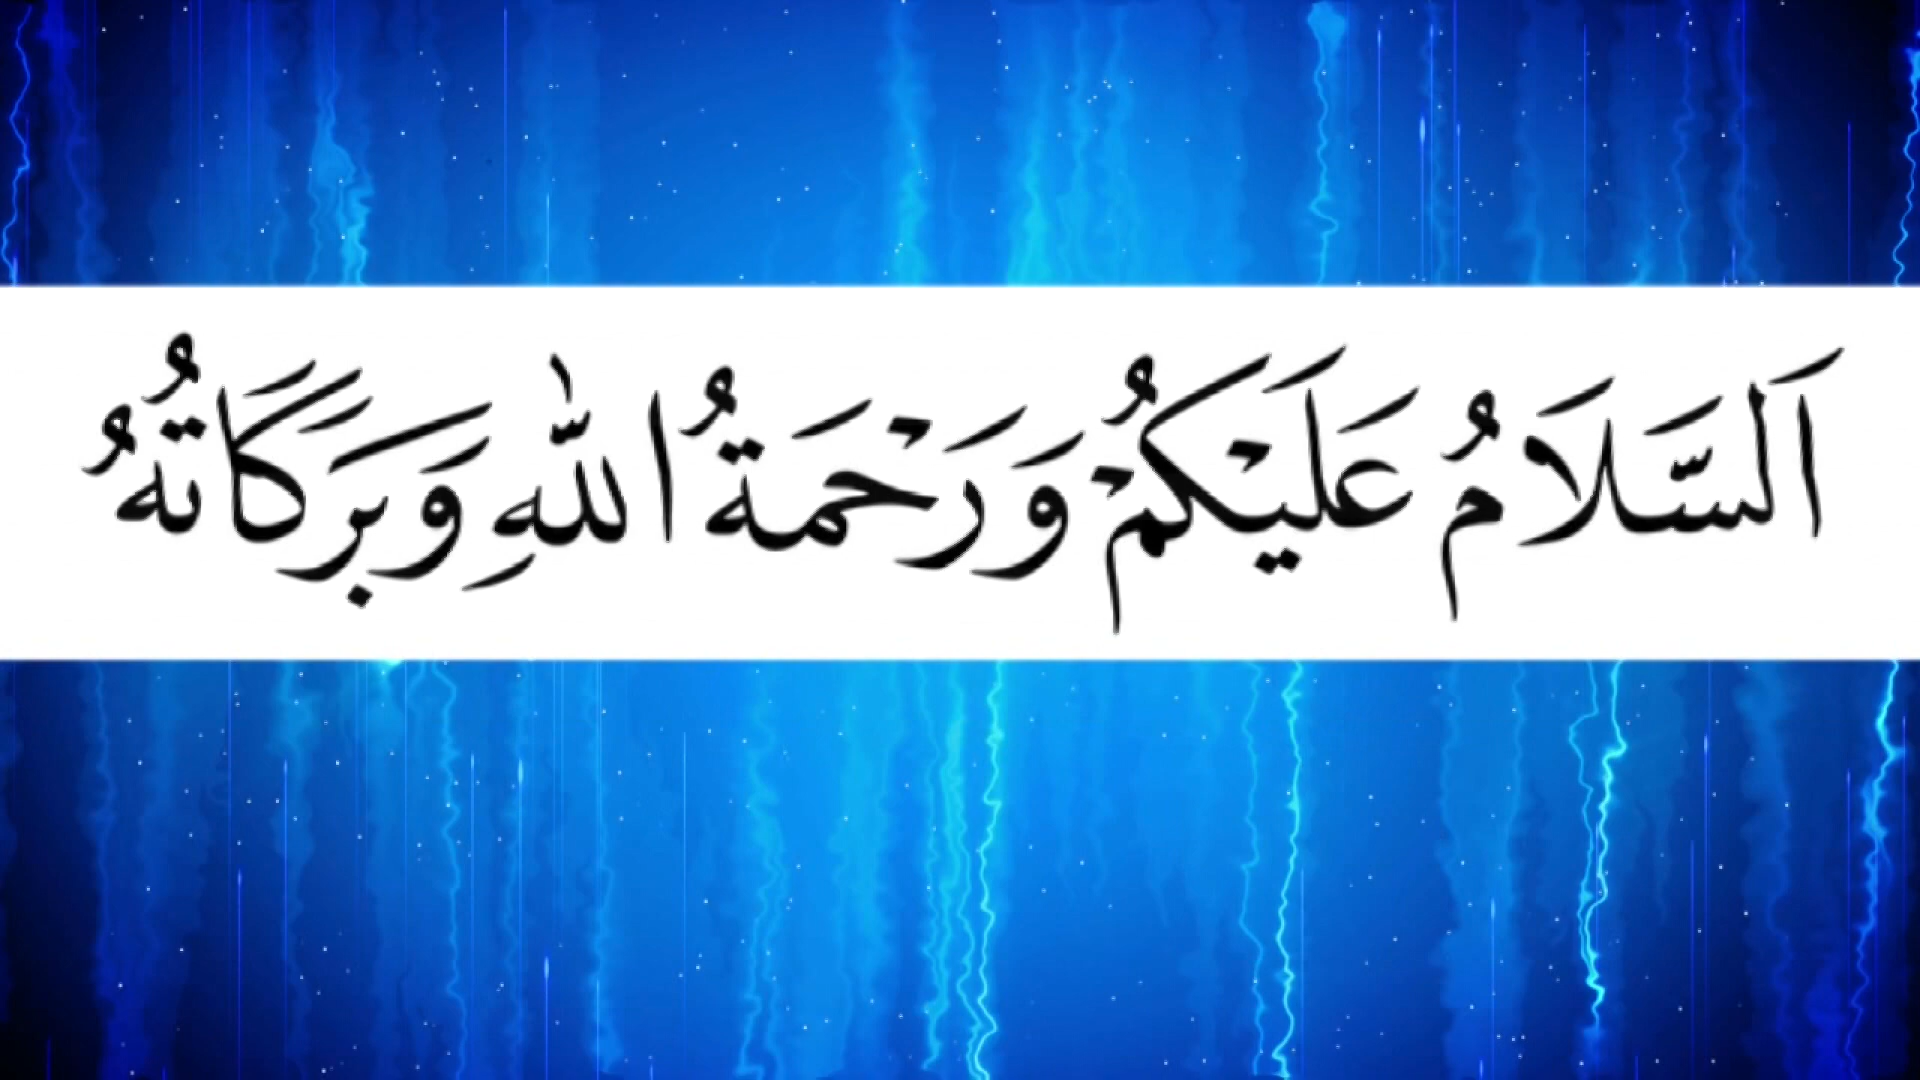 اَلسَّلَامُ عَلَيْكُمْ وَرَحْمَةُ اللّٰهِ وَبَرَكَاتُهُ